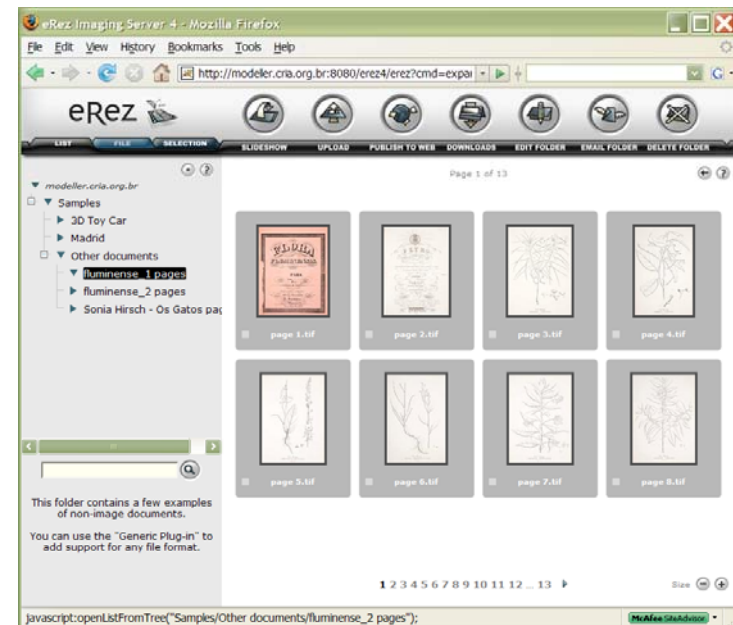 eRez Imaging Server 4 - Mozilla Firefox
File Edit View History Bookmarks Tools Help
http://modeller.cria.org.br:8080/erez4/erez?cmd=expar
G
eRez
LIST FILE SELECTION
SLIDESHOW UPLOAD PUBLISH TO WEB DOWNLOADS EDIT FOLDER EMAIL FOLDER DELETE FOLDER
Page 1 of 13
modeller.cria.org.br
Samples
3D Toy Car
Madrid
Other documents
fluminense_1 pages
fluminense_2 pages
Sonia Hirsch - Os Gatos pag
FLORA
page 1.tif
page 2.tif
page 3.tif
page 4.tif
page 5.tif
page 6.tif
page 7.tif
page 8.tif
This folder contains a few examples
of non-image documents.
You can use the "Generic Plug-in" to
add support for any file format.
1 2 3 4 5 6 7 8 9 10 11 12 ... 13
Size
javascript:openListFromTree("Samples/Other documents/fluminense_2 pages");
McAfee SiteAdvisor